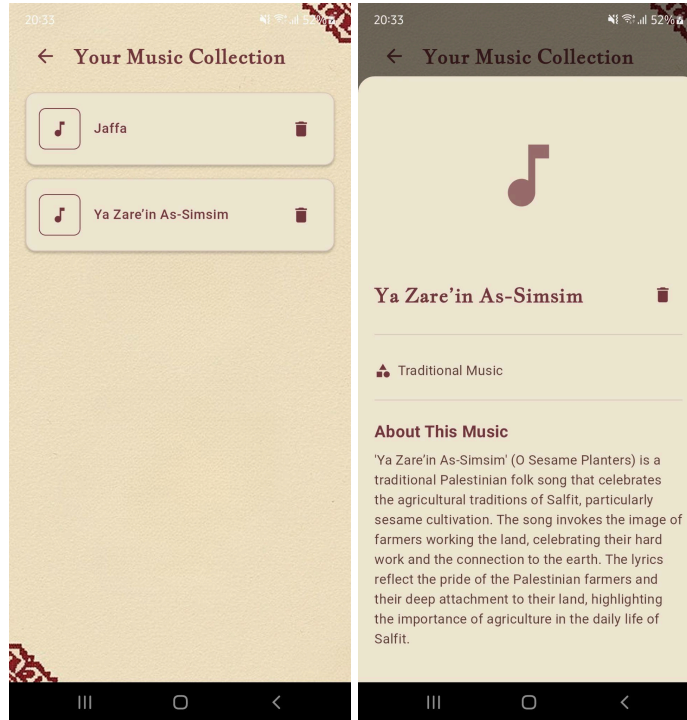 20:33
52%
Your Music Collection
Jaffa
Ya Zare’in As-Simsim
20:33
52%
Your Music Collection
Ya Zare’in As-Simsim
Traditional Music
About This Music
'Ya Zare’in As-Simsim' (O Sesame Planters) is a
traditional Palestinian folk song that celebrates
the agricultural traditions of Salfit, particularly
sesame cultivation. The song invokes the image of
farmers working the land, celebrating their hard
work and the connection to the earth. The lyrics
reflect the pride of the Palestinian farmers and
their deep attachment to their land, highlighting
the importance of agriculture in the daily life of
Salfit.